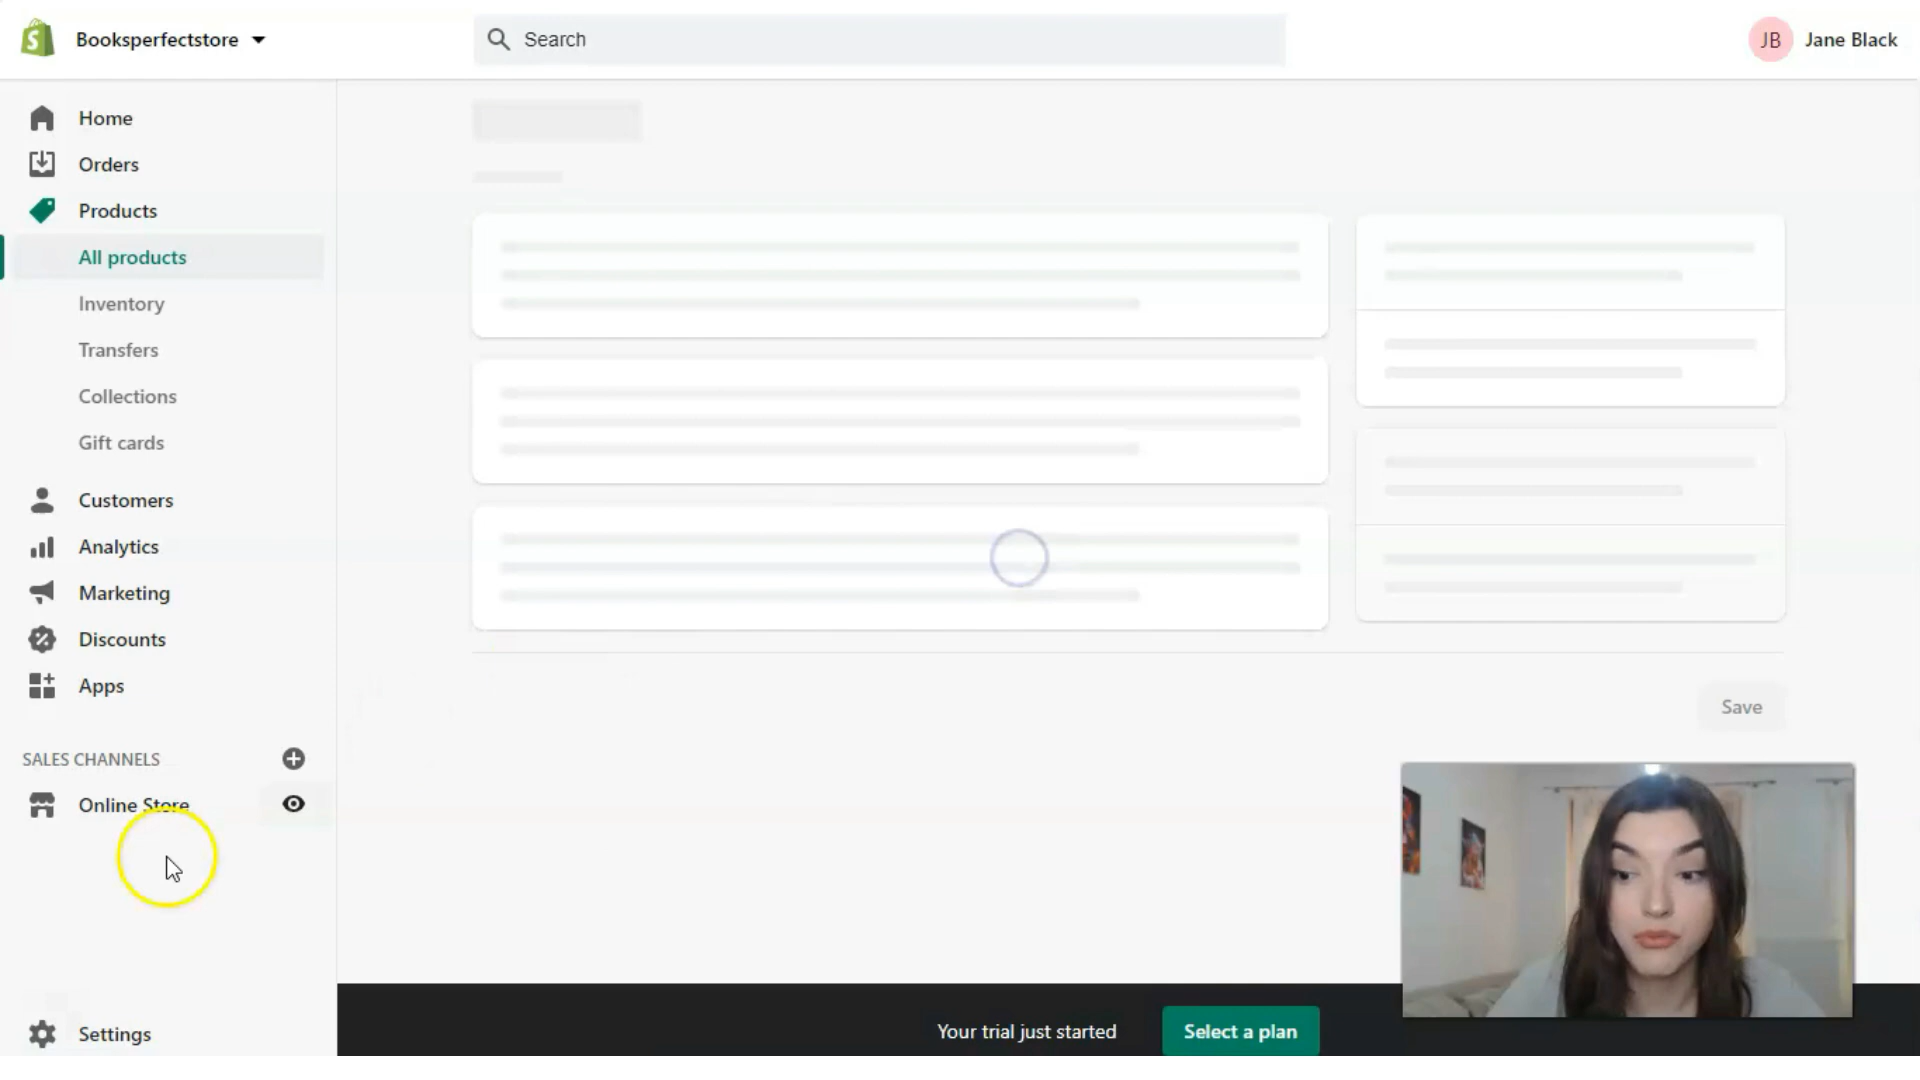 Booksperfectstore
Search
JB Jane Black
Home
Orders
Products
All products
Inventory
Transfers
Collections
Gift cards
Customers
Analytics
Marketing
Discounts
Apps
Save
SALES CHANNELS
Online Store
Your trial just started
Select a plan
Settings